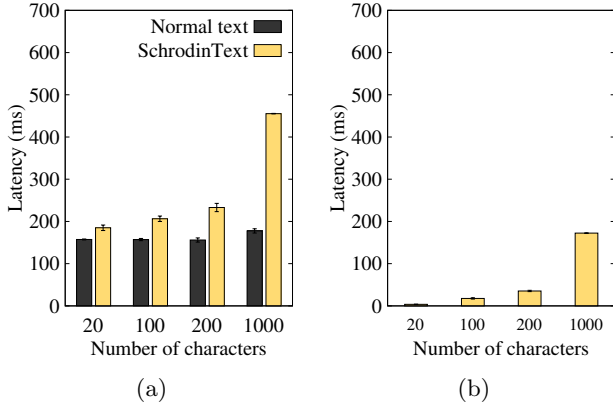 700
600
500
400
300
200
100
0
Latency (ms)
Normal text
SchrodinText
20 100 200 1000
Number of characters
(a)
700
600
500
400
300
200
100
0
Latency (ms)
20 100 200 1000
Number of characters
(b)